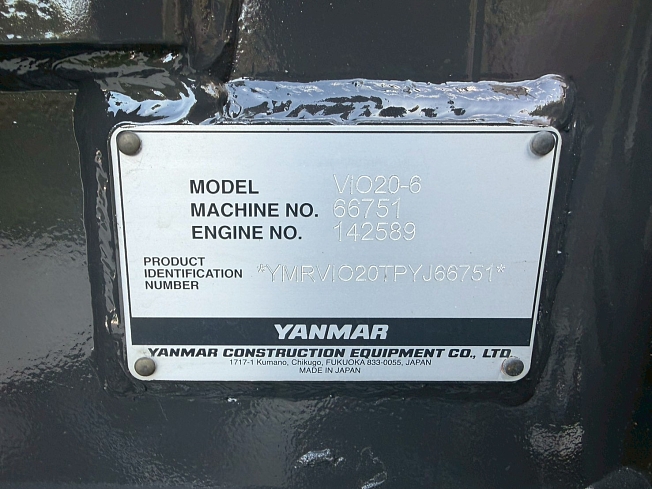 MODEL VIO20-6
MACHINE NO. 66751
ENGINE NO. 142589
PRODUCT
IDENTIFICATION
NUMBER *YMRVIO20TPYJ66751*
YANMAR
YANMAR CONSTRUCTION EQUIPMENT CO., LTD.
1717-1 Kumano, Chikugo, FUKUOKA 833-0055, JAPAN
MADE IN JAPAN